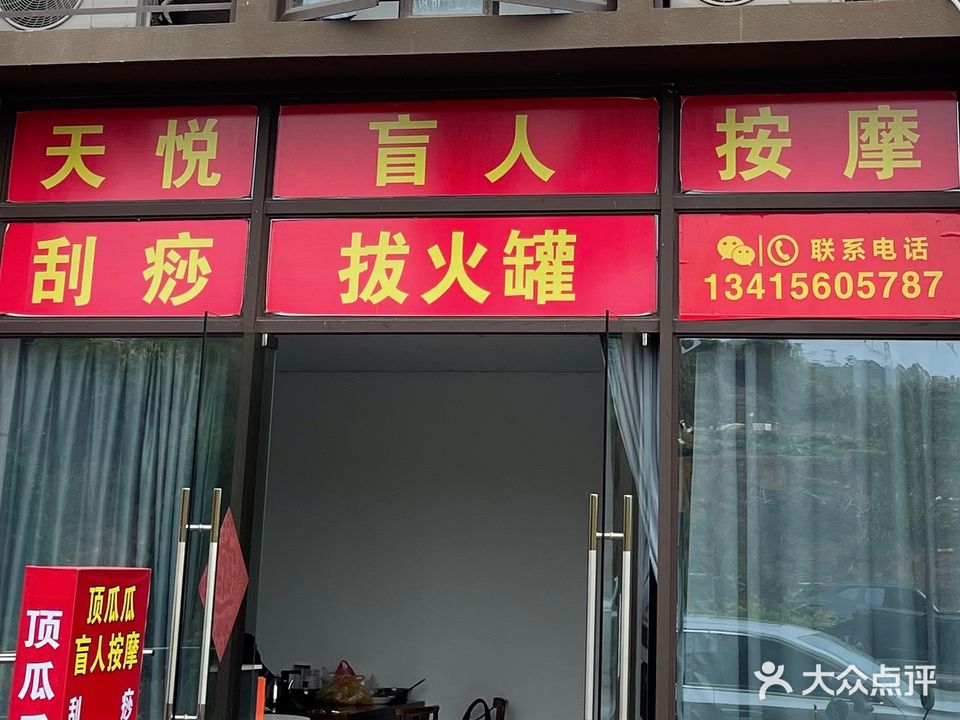 天悦 盲人 按摩
刮痧 拔火罐 联系电话
13415605787
顶瓜瓜
盲人按摩
刮 痧
顶瓜
大众点评